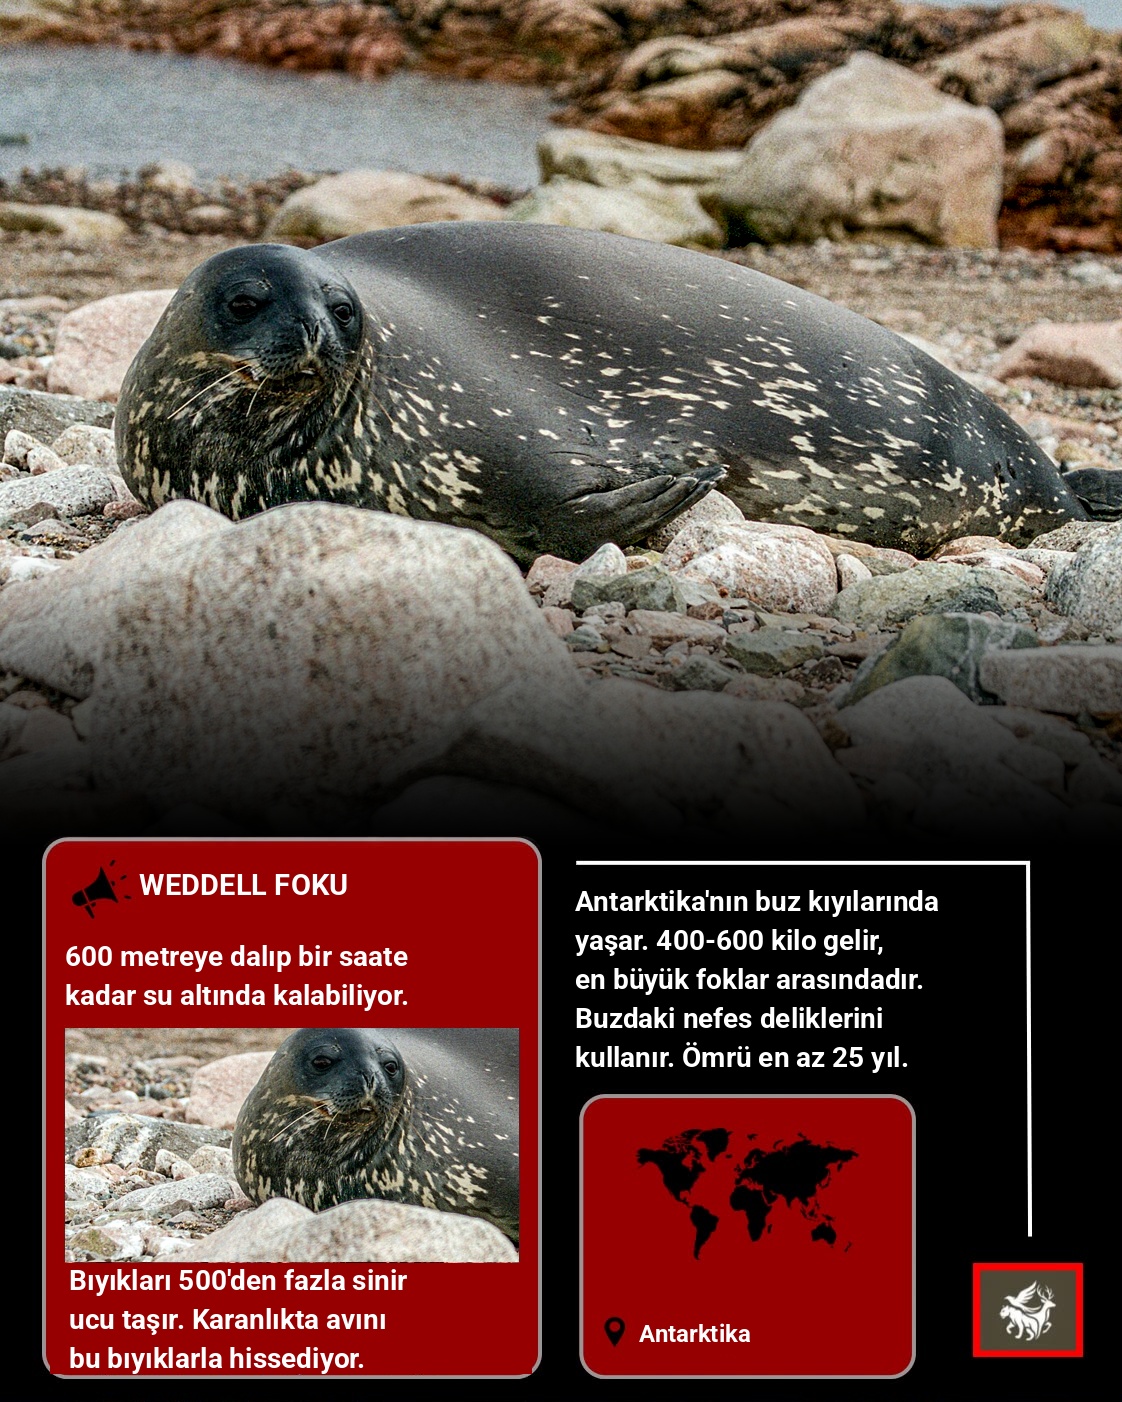 WEDDELL FOKU
600 metreye dalıp bir saate
kadar su altında kalabiliyor.
Bıyıkları 500'den fazla sinir
ucu taşır. Karanlıkta avını
bu bıyıklarla hissediyor.
Antarktika'nın buz kıyılarında
yaşar. 400-600 kilo gelir,
en büyük foklar arasındadır.
Buzdaki nefes deliklerini
kullanır. Ömrü en az 25 yıl.
Antarktika